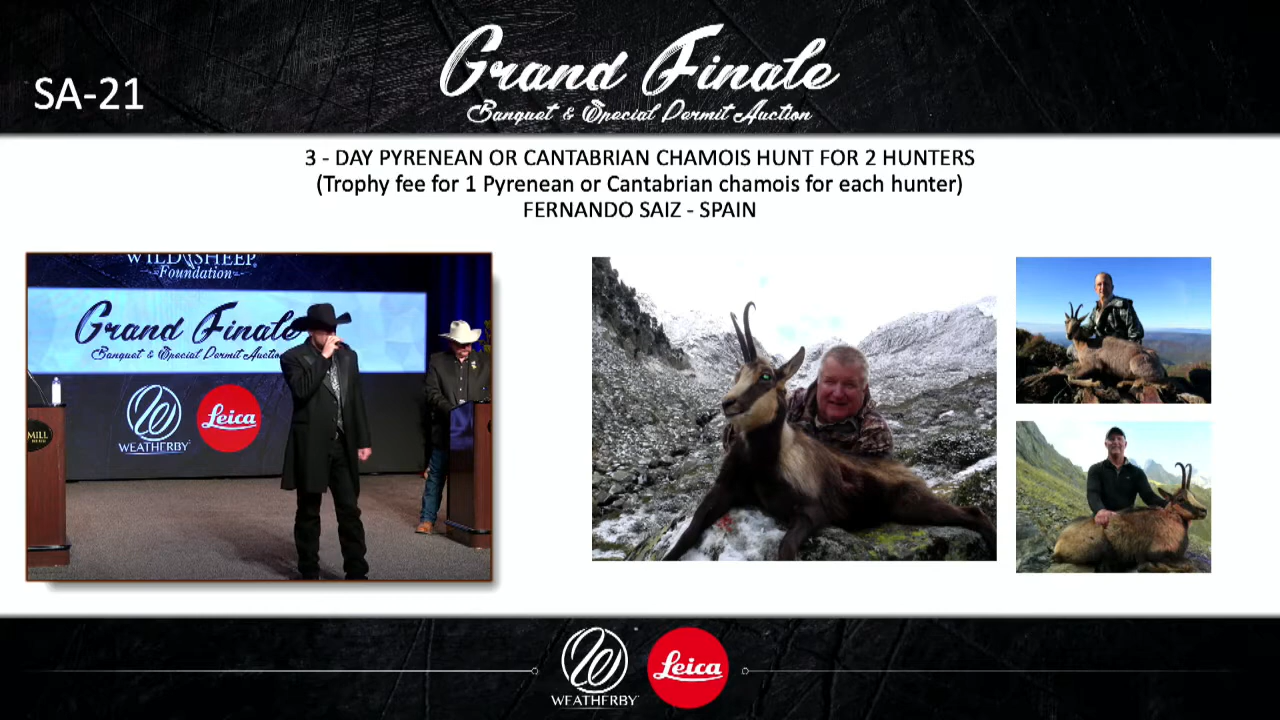 SA-21
Grand Finale
Banquet & Special Permit Auction
3 - DAY PYRENEAN OR CANTABRIAN CHAMOIS HUNT FOR 2 HUNTERS
(Trophy fee for 1 Pyrenean or Cantabrian chamois for each hunter)
FERNANDO SAIZ - SPAIN
WILD SHEEP
Foundation
Grand Finale
Banquet & Special Permit Auction
WEATHERBY
Leica
MILL
WEATHERBY
Leica